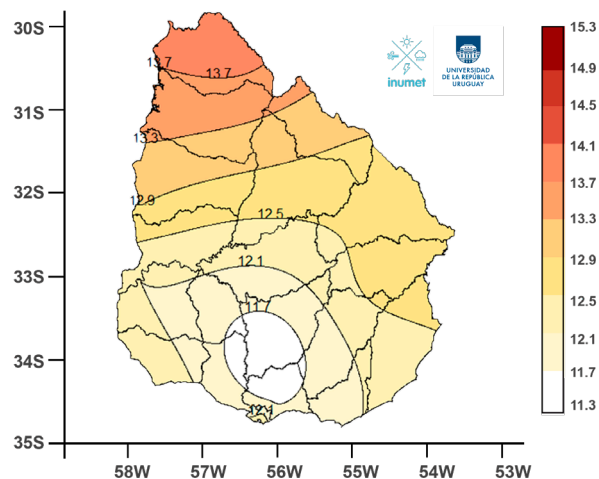 30S
31S
32S
33S
34S
35S
58W
57W
56W
55W
54W
53W
13.7
13.7
13.3
12.9
12.5
12.1
11.7
12.1
inumet
UNIVERSIDAD
DE LA REPÚBLICA
URUGUAY
15.3
14.9
14.5
14.1
13.7
13.3
12.9
12.5
12.1
11.7
11.3